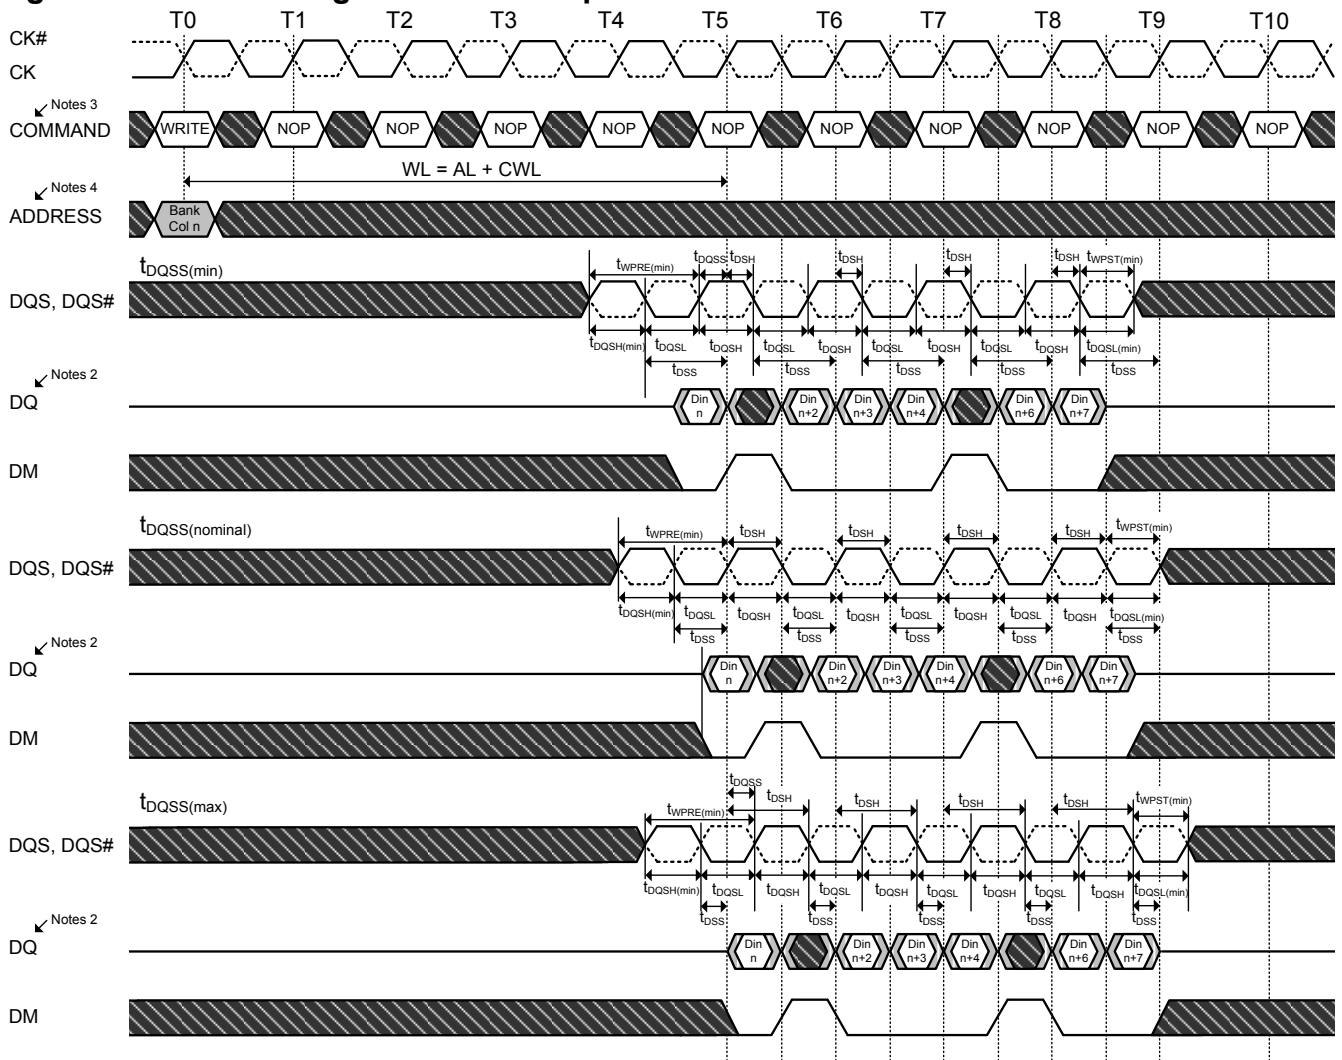 T0 T1 T2 T3 T4 T5 T6 T7 T8 T9 T10
CK#
CK
Notes 3
COMMAND WRITE NOP NOP NOP NOP NOP NOP NOP NOP NOP NOP
WL = AL + CWL
Notes 4
ADDRESS Bank
Col n
tDQSS(min) tWPRE(min) tDQSS tDSH tDSH tDSH tDSH tWPST(min)
DQS, DQS#
tDQSH(min) tDQSL tDQSH tDQSL tDQSH tDQSL tDQSH tDQSL tDQSH tDQSL(min)
tDSS tDSS tDSS tDSS tDSS
Notes 2
DQ Din n Din n+2 Din n+3 Din n+4 Din n+6 Din n+7
DM
tDQSS(nominal) tWPRE(min) tDSH tDSH tDSH tDSH tWPST(min)
DQS, DQS#
tDQSH(min) tDQSL tDQSH tDQSL tDQSH tDQSL tDQSH tDQSL tDQSH tDQSL(min)
tDSS tDSS tDSS tDSS tDSS
Notes 2
DQ Din n Din n+2 Din n+3 Din n+4 Din n+6 Din n+7
DM
tDQSS
tDQSS(max) tWPRE(min) tDSH tDSH tDSH tDSH tWPST(min)
DQS, DQS#
tDQSH(min) tDQSL tDQSH tDQSL tDQSH tDQSL tDQSH tDQSL tDQSH tDQSL(min)
tDSS tDSS tDSS tDSS tDSS
Notes 2
DQ Din n Din n+2 Din n+3 Din n+4 Din n+6 Din n+7
DM